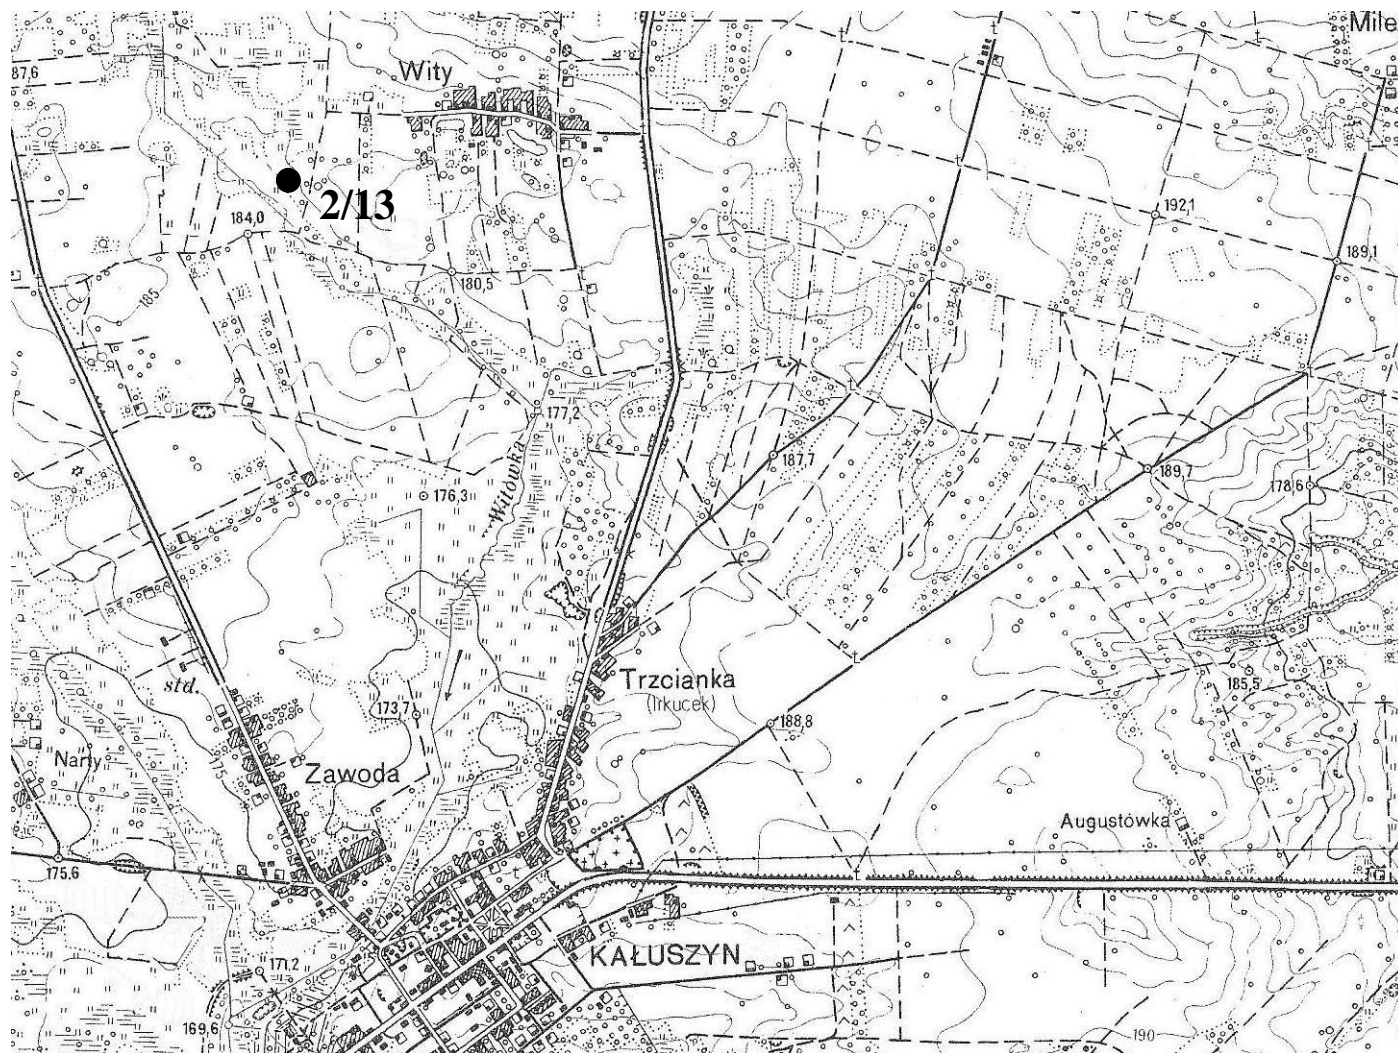 Mile
87,6
Wity
t
t
2/13
192,1
184,0
189,1
180,5
185
t
177,2
187,7
189,7
178,6
Witówka
176,3
t
std.
Trzcianka
(Irkucek)
185,5
173,7
188,8
Narty
175
Zawoda
Augustówka
175,6
t
t
KAŁUSZYN
171,2
169,6
190